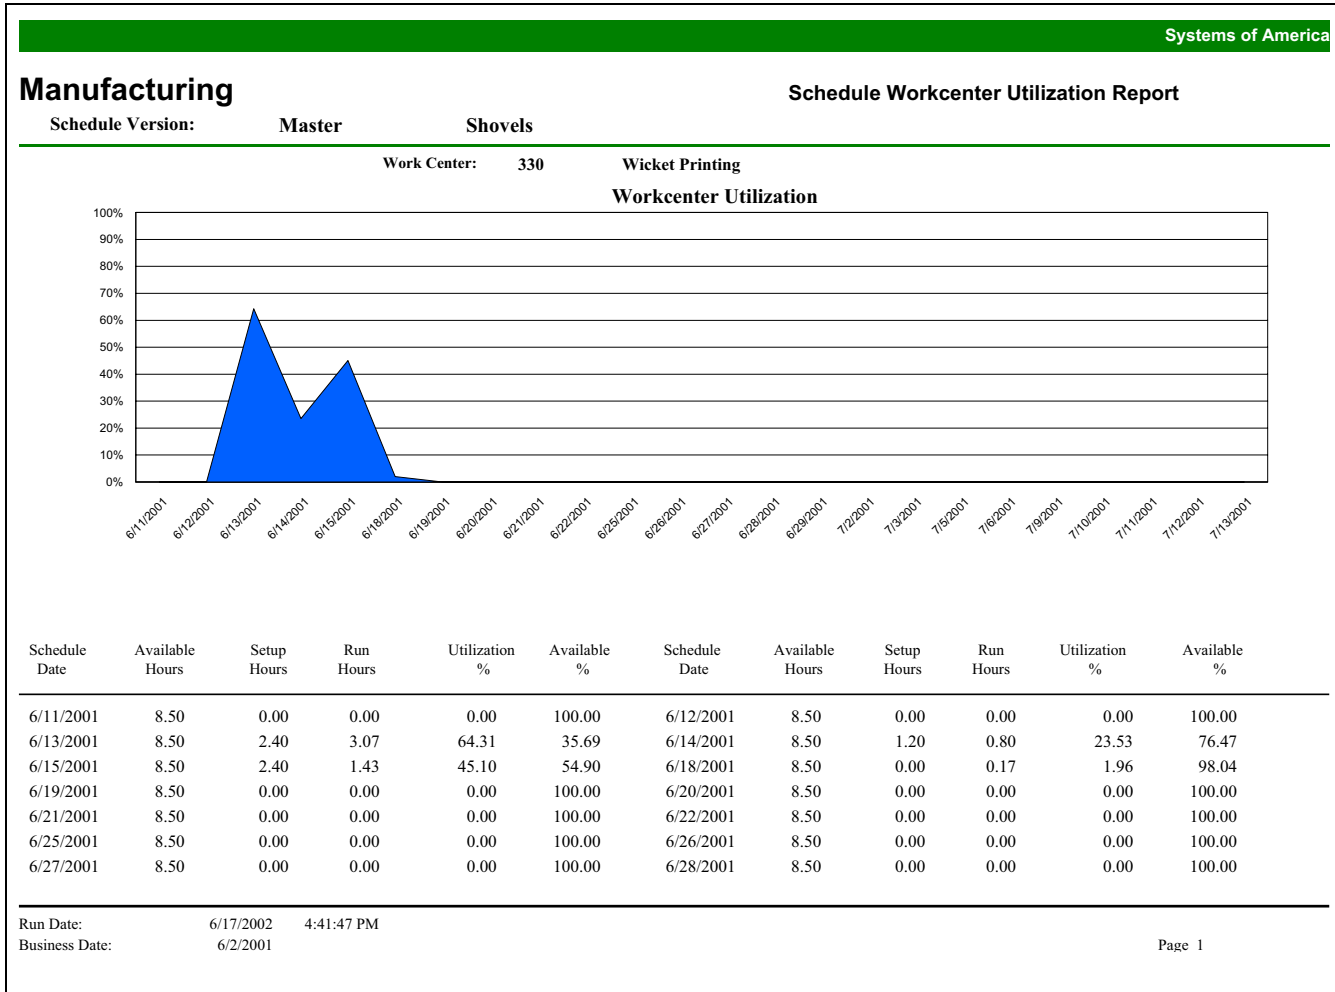 Systems of America
Manufacturing Schedule Workcenter Utilization Report
Schedule Version: Master Shovels
Work Center: 330 Wicket Printing
Workcenter Utilization
100%
90%
80%
70%
60%
50%
40%
30%
20%
10%
0%
6/11/2001 6/12/2001 6/13/2001 6/14/2001 6/15/2001 6/18/2001 6/19/2001 6/20/2001 6/21/2001 6/22/2001 6/25/2001 6/26/2001 6/27/2001 6/28/2001 6/29/2001 7/2/2001 7/3/2001 7/5/2001 7/6/2001 7/9/2001 7/10/2001 7/11/2001 7/12/2001 7/13/2001
Schedule Available Setup Run Utilization Available Schedule Available Setup Run Utilization Available
Date Hours Hours Hours % % Date Hours Hours Hours % %
6/11/2001 8.50 0.00 0.00 0.00 100.00 6/12/2001 8.50 0.00 0.00 0.00 100.00
6/13/2001 8.50 2.40 3.07 64.31 35.69 6/14/2001 8.50 1.20 0.80 23.53 76.47
6/15/2001 8.50 2.40 1.43 45.10 54.90 6/18/2001 8.50 0.00 0.17 1.96 98.04
6/19/2001 8.50 0.00 0.00 0.00 100.00 6/20/2001 8.50 0.00 0.00 0.00 100.00
6/21/2001 8.50 0.00 0.00 0.00 100.00 6/22/2001 8.50 0.00 0.00 0.00 100.00
6/25/2001 8.50 0.00 0.00 0.00 100.00 6/26/2001 8.50 0.00 0.00 0.00 100.00
6/27/2001 8.50 0.00 0.00 0.00 100.00 6/28/2001 8.50 0.00 0.00 0.00 100.00
Run Date: 6/17/2002 4:41:47 PM
Business Date: 6/2/2001 Page 1